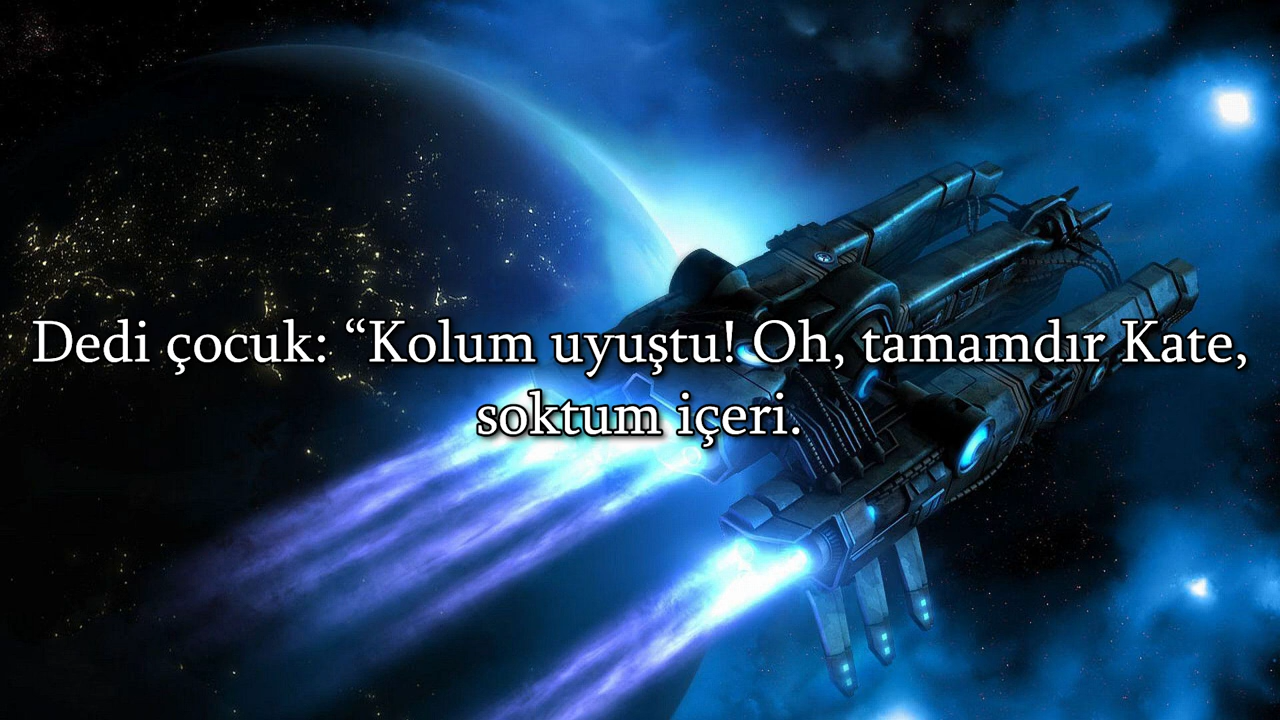 Dedi çocuk: “Kolum uyuştu! Oh, tamamdır Kate,
soktum içeri.